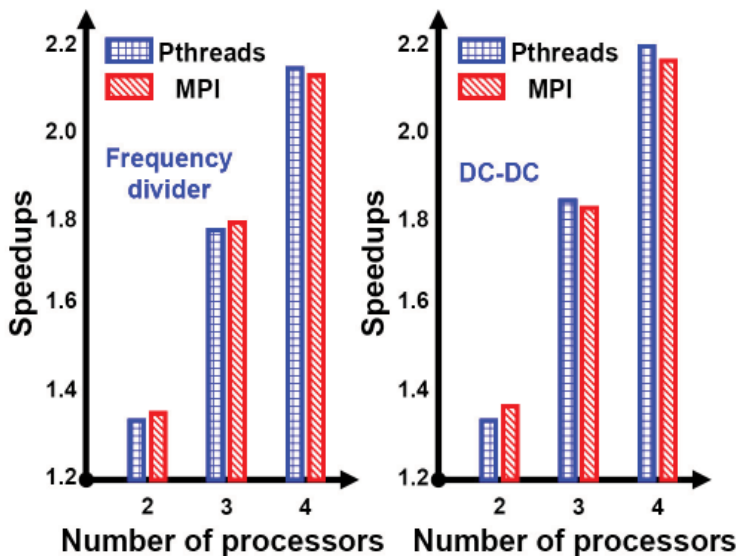 2.2
2.0
1.8
1.6
1.4
1.2
Speedups
Pthreads
MPI
Frequency
divider
2 3 4
Number of processors
2.2
2.0
1.8
1.6
1.4
1.2
Speedups
Pthreads
MPI
DC-DC
2 3 4
Number of processors